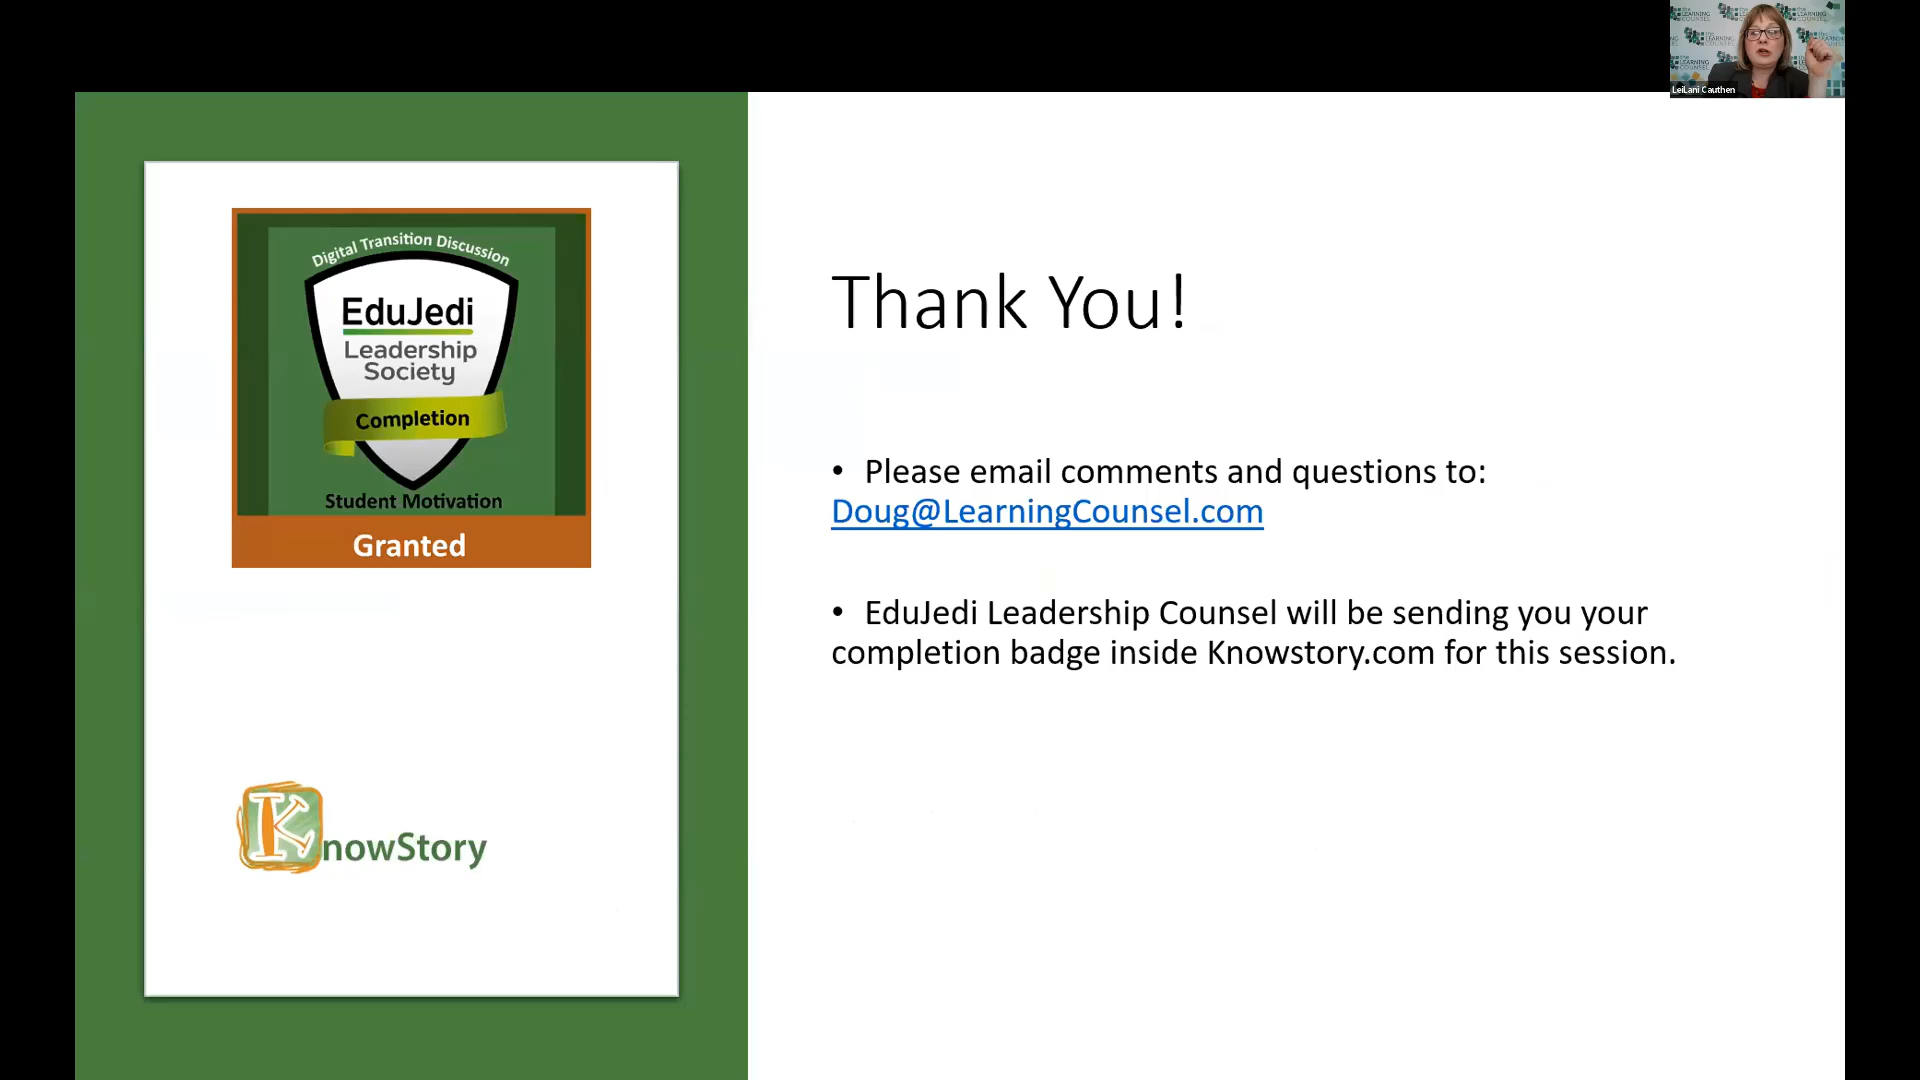 LeiLani Cauthen
Digital Transition Discussion
EduJedi
Leadership
Society
Completion
Student Motivation
Granted
KnowStory
Thank You!
• Please email comments and questions to:
Doug@LearningCounsel.com
• EduJedi Leadership Counsel will be sending you your
completion badge inside Knowstory.com for this session.